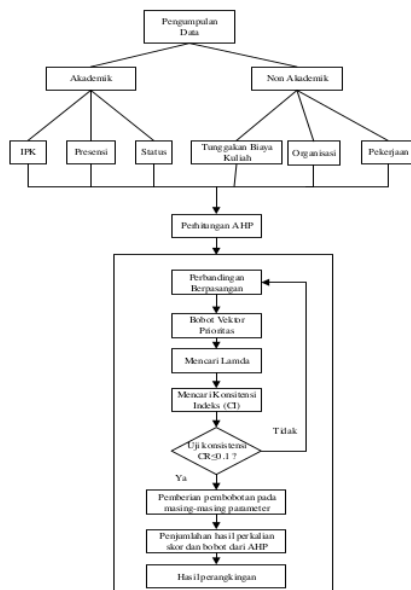 Pengumpulan
Data
Akademik
Non Akademik
IPK
Presensi
Status
Tunggakan Biaya
Kuliah
Organisasi
Pekerjaan
Perhitungan AHP
Perbandingan
Berpasangan
Bobot Vektor
Prioritas
Mencari Lamda
Mencari Konsitensi
Indeks (CI)
Uji konsistensi
CR≤0.1 ?
Tidak
Ya
Pemberian pembobotan pada
masing-masing parameter
Penjumlahan hasil perkalian
skor dan bobot dari AHP
Hasil perangkingan